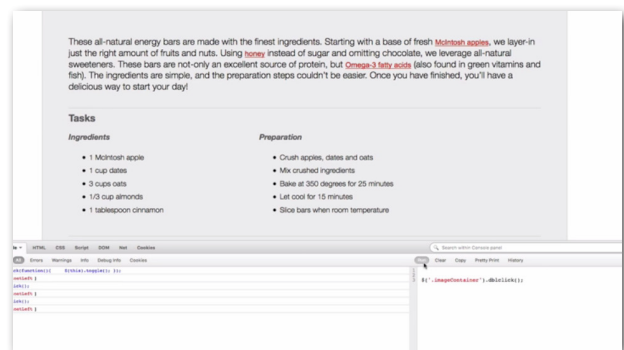 These all-natural energy bars are made with the finest ingredients. Starting with a base of fresh McIntosh apples, we layer-in
just the right amount of fruits and nuts. Using honey instead of sugar and omitting chocolate, we leverage all-natural
sweeteners. These bars are not-only an excellent source of protein, but Omega-3 fatty acids (also found in green vitamins and
fish). The ingredients are simple, and the preparation steps couldn't be easier. Once you have finished, you'll have a
delicious way to start your day!
Tasks
Ingredients
• 1 McIntosh apple
• 1 cup dates
• 3 cups oats
• 1/3 cup almonds
• 1 tablespoon cinnamon
Preparation
• Crush apples, dates and oats
• Mix crushed ingredients
• Bake at 350 degrees for 25 minutes
• Let cool for 15 minutes
• Slice bars when room temperature
HTML CSS Script DOM Net Cookies
Search within Console panel
All Errors Warnings Info Debug Info Cookies
Clear Copy Pretty Print History
$(this).toggle(); });
$('.imageContainer').dblclick();